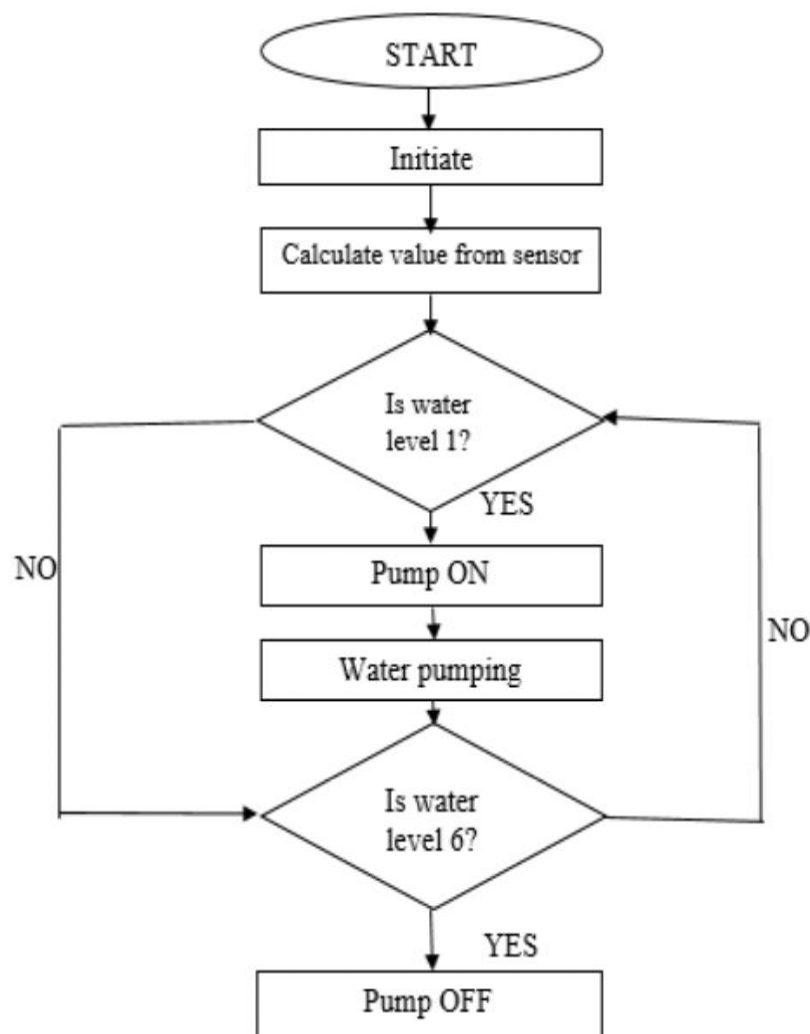 START
Initiate
Calculate value from sensor
Is water
level 1?
YES
Pump ON
NO
NO
Water pumping
Is water
level 6?
YES
Pump OFF